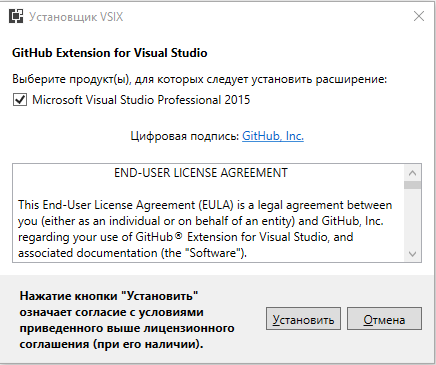 Установщик VSIX
GitHub Extension for Visual Studio
Выберите продукт(ы), для которых следует установить расширение:
Microsoft Visual Studio Professional 2015
Цифровая подпись: GitHub, Inc.
END-USER LICENSE AGREEMENT
This End-User License Agreement (EULA) is a legal agreement between
you (either as an individual or on behalf of an entity) and GitHub, Inc.
regarding your use of GitHub® Extension for Visual Studio, and
associated documentation (the "Software").
Нажатие кнопки "Установить"
означает согласие с условиями
приведенного выше лицензионного
соглашения (при его наличии).
Установить
Отмена